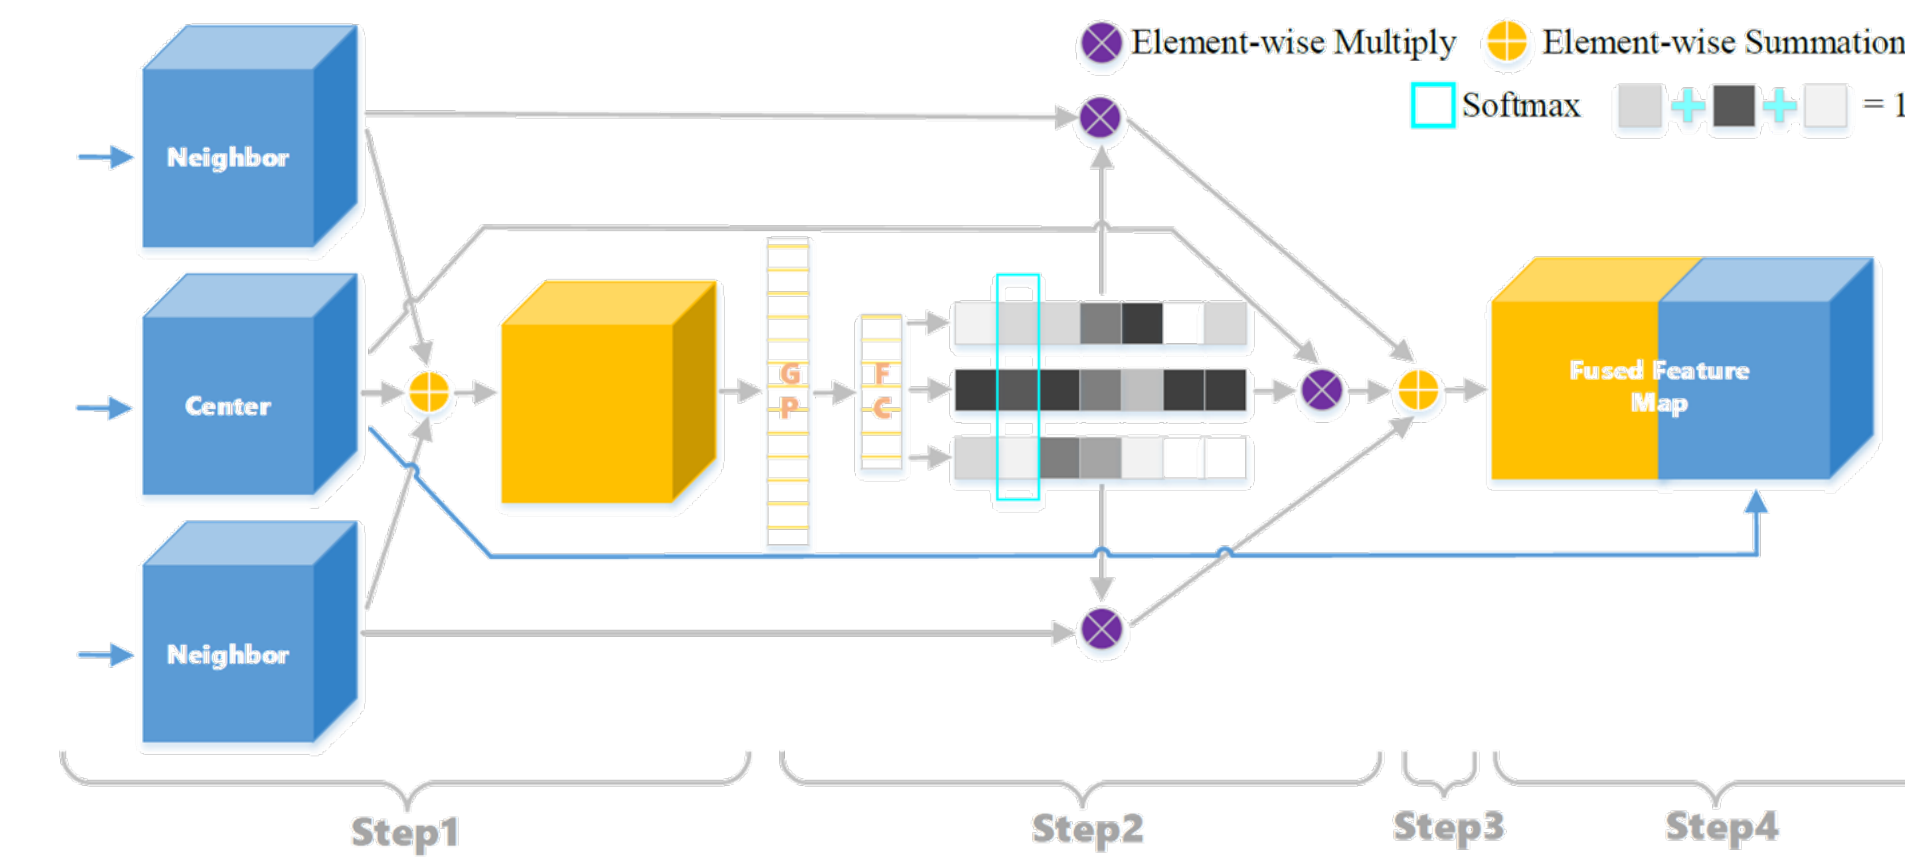 Element-wise Multiply
Element-wise Summation
Softmax
= 1
Neighbor
Center
Neighbor
G
P
F
C
Fused Feature
Map
Step1
Step2
Step3
Step4